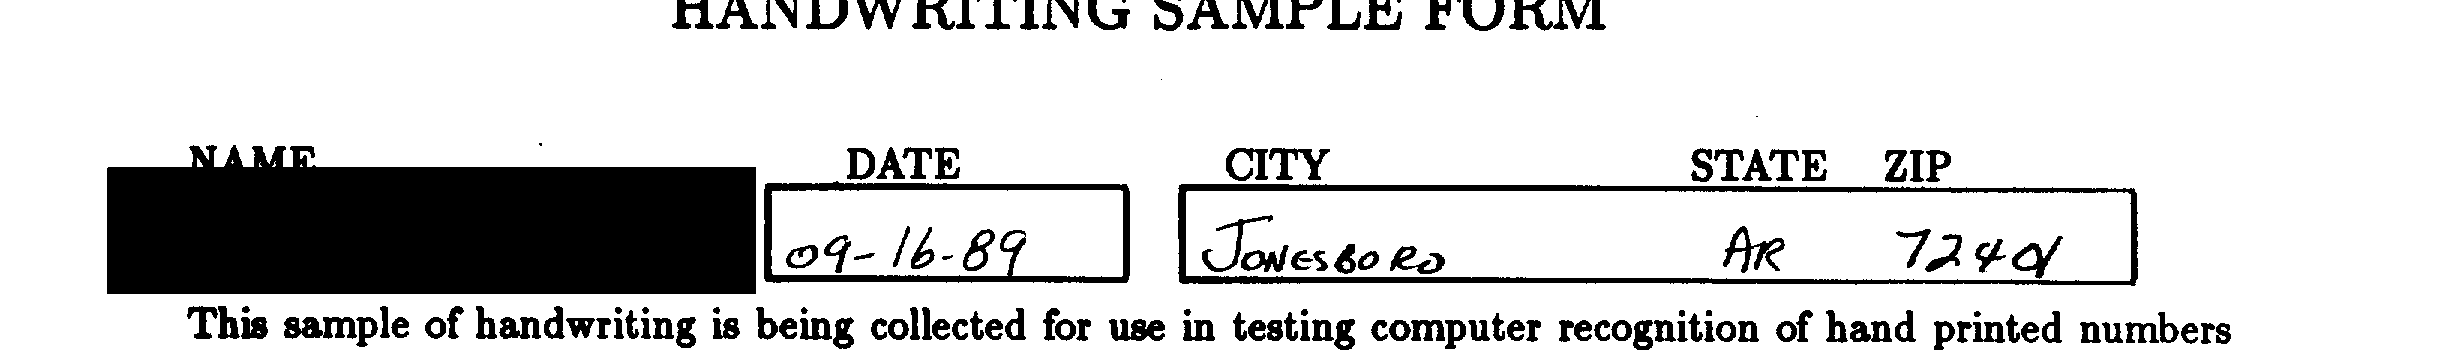 HANDWRITING SAMPLE FORM
NAME DATE CITY STATE ZIP
09-16-89 JONESBORO AR 72401
This sample of handwriting is being collected for use in testing computer recognition of hand printed numbers